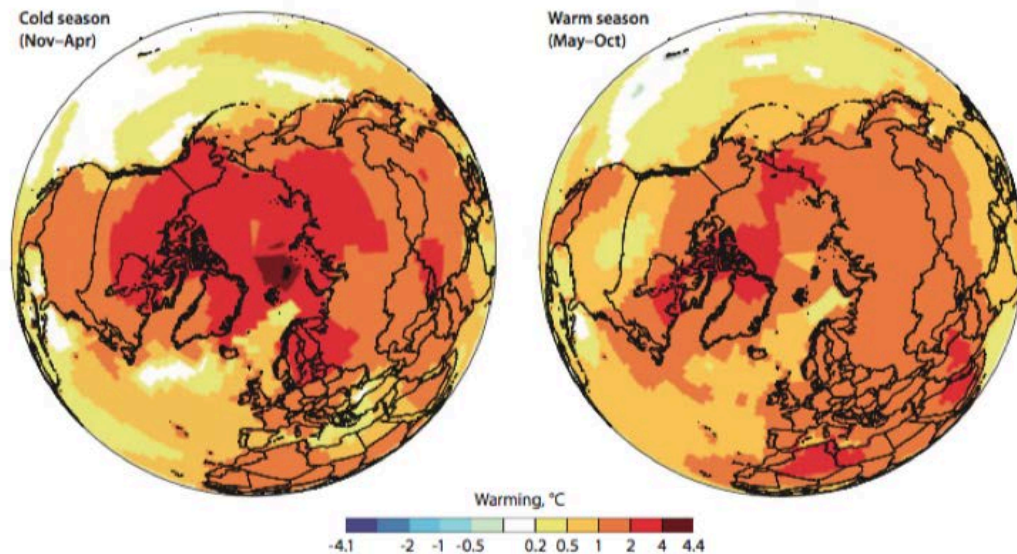 Cold season
(Nov–Apr)
Warm season
(May–Oct)
Warming, °C
-4.1 -2 -1 -0.5 0.2 0.5 1 2 4 4.4